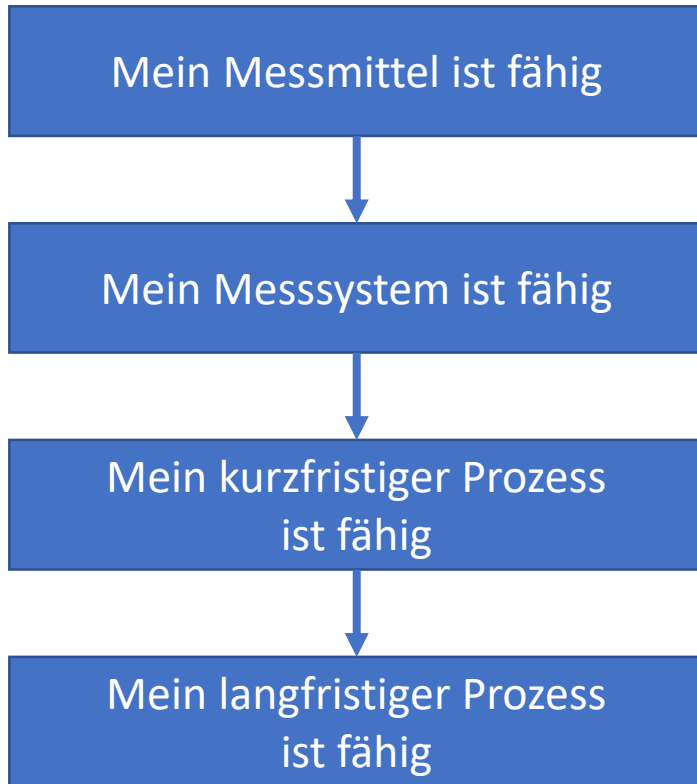 Mein Messmittel ist fähig
Mein Messsystem ist fähig
Mein kurzfristiger Prozess
ist fähig
Mein langfristiger Prozess
ist fähig